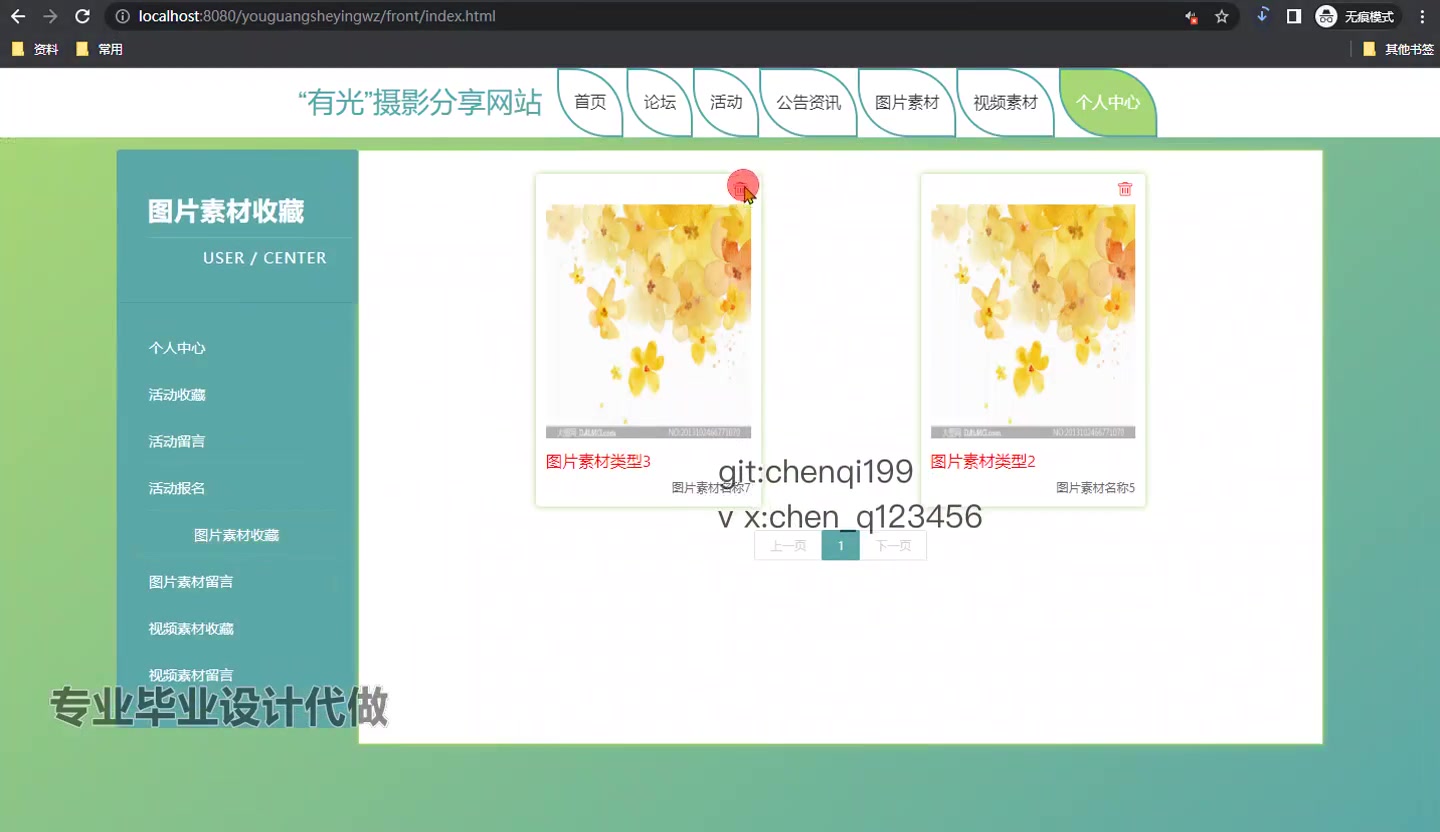 localhost:8080/youguangsheyingwz/front/index.html
无痕模式
资料
常用
其他书签
“有光”摄影分享网站
首页
论坛
活动
公告资讯
图片素材
视频素材
个人中心
图片素材收藏
USER / CENTER
个人中心
活动收藏
活动留言
活动报名
图片素材收藏
图片素材留言
视频素材收藏
视频素材留言
图片素材类型3
图片素材名称7
图片素材类型2
图片素材名称5
git:chenqi199
v x:chen_q123456
上一页
1
下一页
专业毕业设计代做